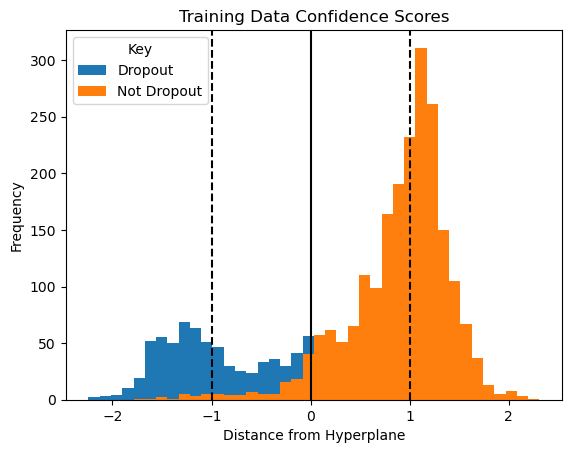 Training Data Confidence Scores
Key
Dropout
Not Dropout
Frequency
300
250
200
150
100
50
0
−2
−1
0
1
2
Distance from Hyperplane